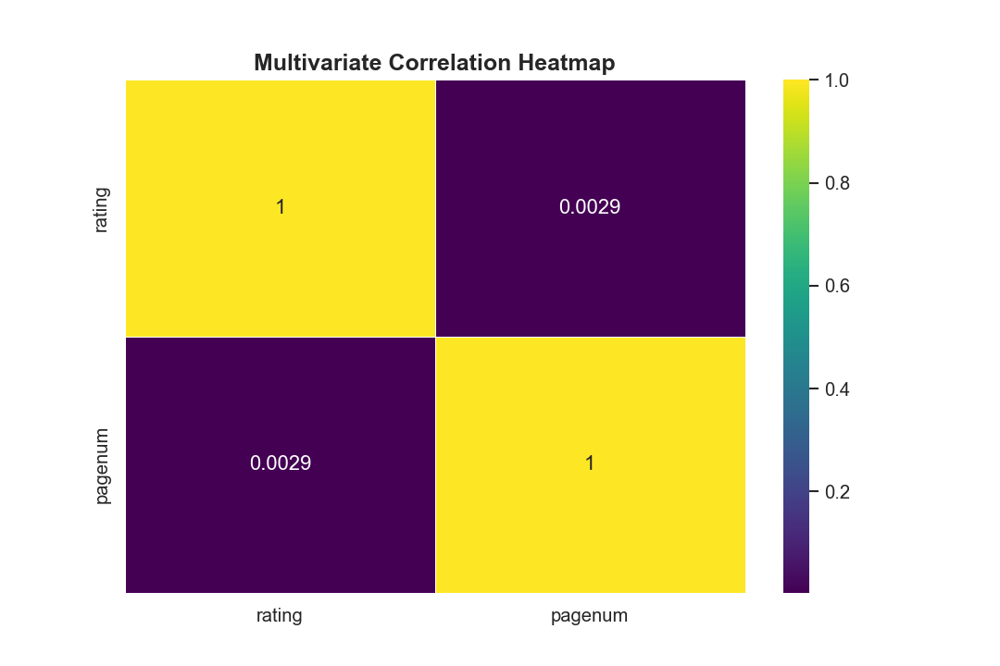 Multivariate Correlation Heatmap
rating
1
0.0029
pagenum
0.0029
1
rating
pagenum
1.0
0.8
0.6
0.4
0.2